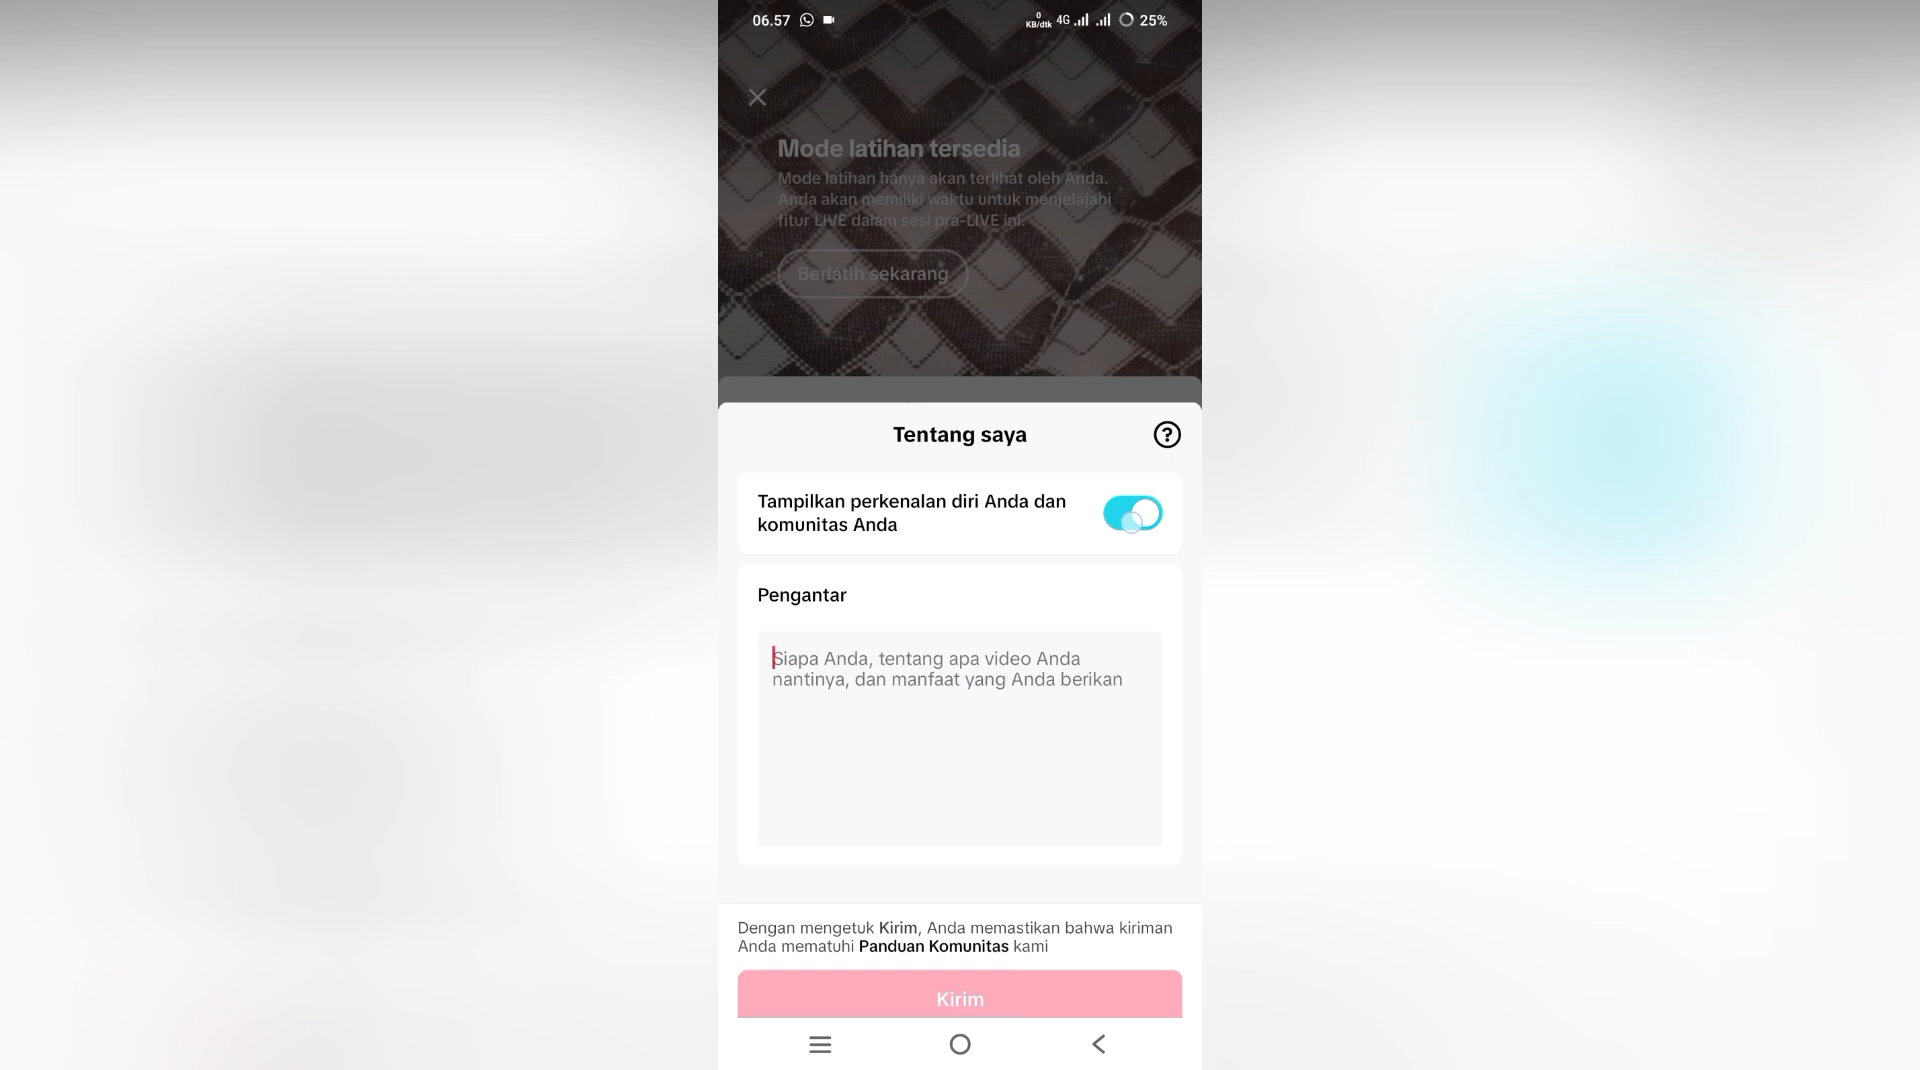 06.57
0
KB/dtk
4G
25%
Mode latihan tersedia
Mode latihan hanya akan terlihat oleh Anda.
Anda akan memiliki waktu untuk menjelajahi
fitur LIVE dalam sesi pra-LIVE ini.
Berlatih sekarang
Tentang saya
?
Tampilkan perkenalan diri Anda dan
komunitas Anda
Pengantar
Siapa Anda, tentang apa video Anda
nantinya, dan manfaat yang Anda berikan
Dengan mengetuk Kirim, Anda memastikan bahwa kiriman
Anda mematuhi Panduan Komunitas kami
Kirim